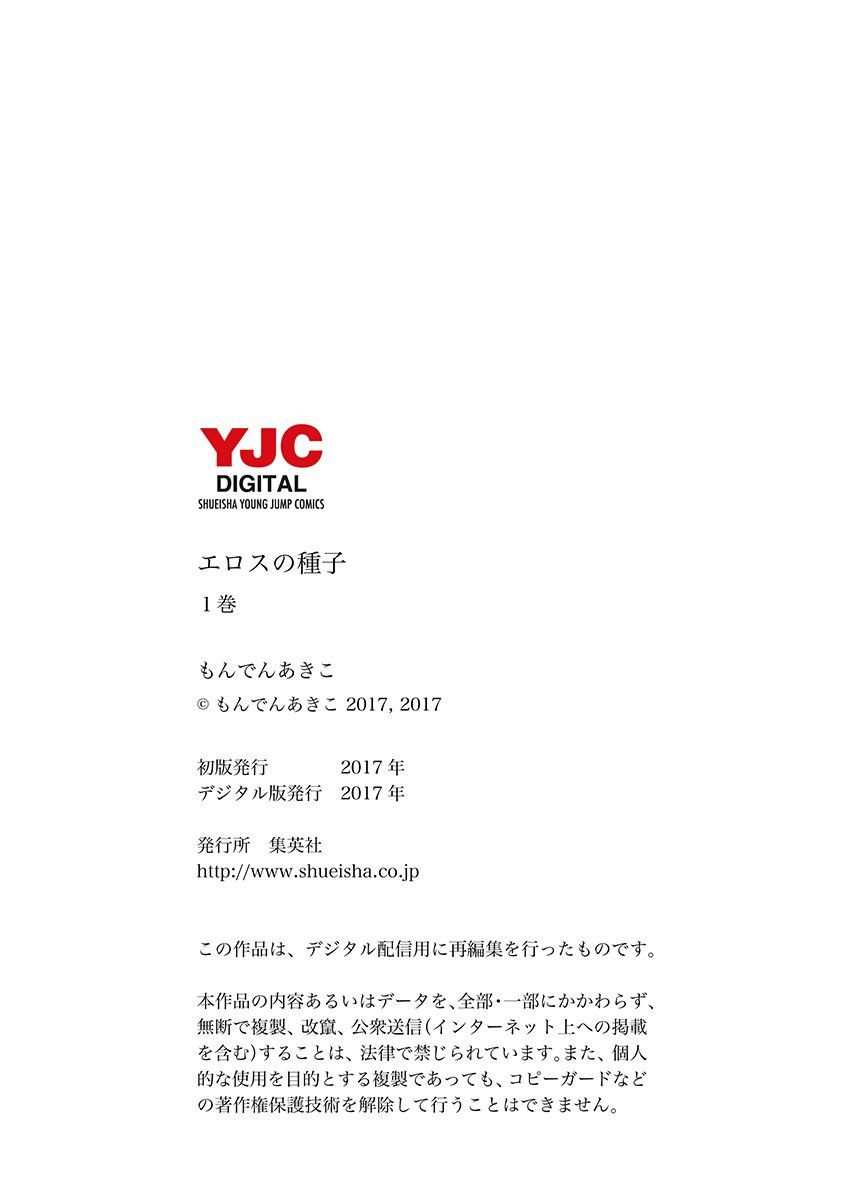 YJC
DIGITAL
SHUEISHA YOUNG JUMP COMICS
エロスの種子
1巻
もんでんあきこ
© もんでんあきこ 2017, 2017
初版発行　2017年
デジタル版発行　2017年
発行所　集英社
http://www.shueisha.co.jp
この作品は、デジタル配信用に再編集を行ったものです。
本作品の内容あるいはデータを、全部・一部にかかわらず、
無断で複製、改竄、公衆送信(インターネット上への掲載
を含む)することは、法律で禁じられています。また、個人
的な使用を目的とする複製であっても、コピーガードなど
の著作権保護技術を解除して行うことはできません。